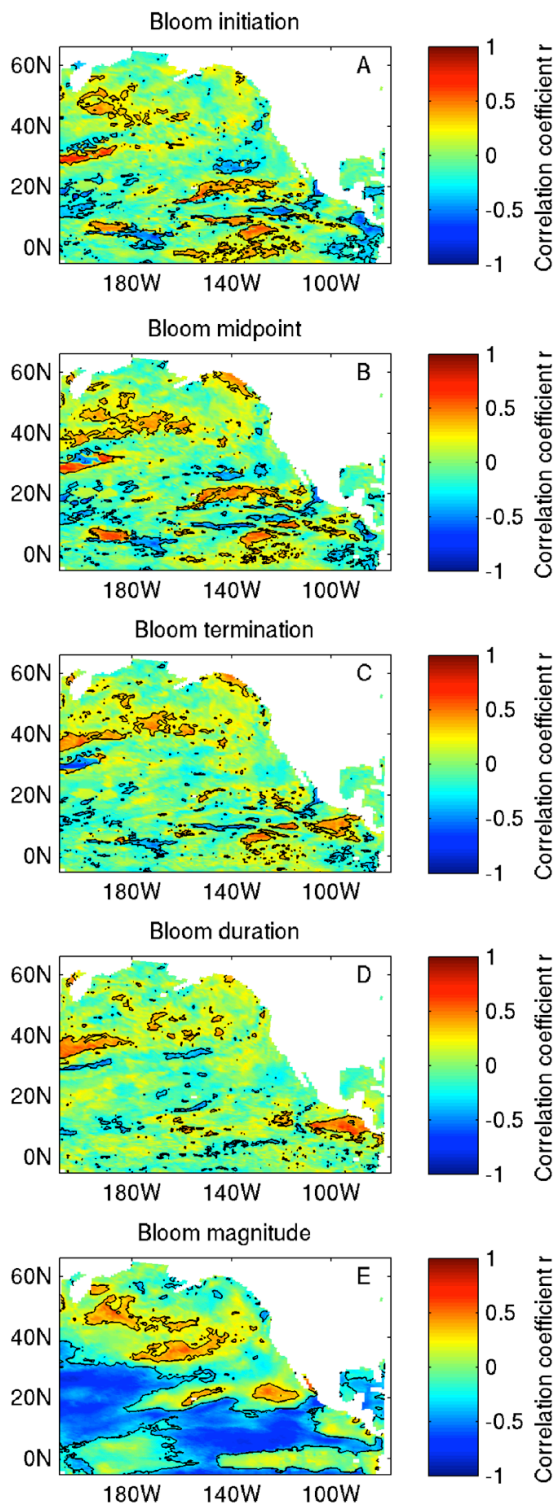 Bloom initiation
A
60N
40N
20N
0N
180W 140W 100W
1
0.5
0
-0.5
-1
Correlation coefficient r
Bloom midpoint
B
60N
40N
20N
0N
180W 140W 100W
1
0.5
0
-0.5
-1
Correlation coefficient r
Bloom termination
C
60N
40N
20N
0N
180W 140W 100W
1
0.5
0
-0.5
-1
Correlation coefficient r
Bloom duration
D
60N
40N
20N
0N
180W 140W 100W
1
0.5
0
-0.5
-1
Correlation coefficient r
Bloom magnitude
E
60N
40N
20N
0N
180W 140W 100W
1
0.5
0
-0.5
-1
Correlation coefficient r